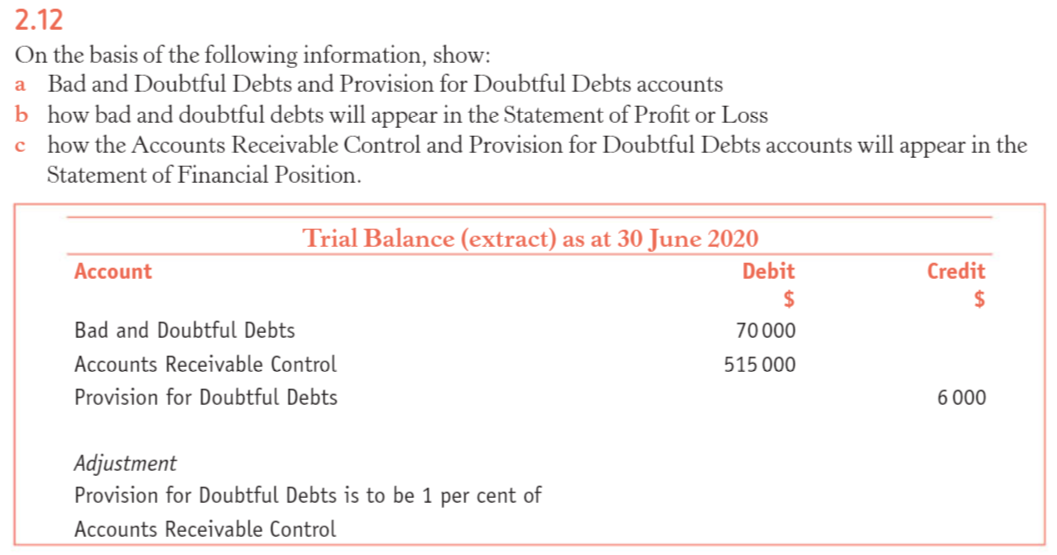 2.12
On the basis of the following information, show:
a Bad and Doubtful Debts and Provision for Doubtful Debts accounts
b how bad and doubtful debts will appear in the Statement of Profit or Loss
c how the Accounts Receivable Control and Provision for Doubtful Debts accounts will appear in the
Statement of Financial Position.
Trial Balance (extract) as at 30 June 2020
Account Debit Credit
$ $
Bad and Doubtful Debts 70 000
Accounts Receivable Control 515 000
Provision for Doubtful Debts 6 000
Adjustment
Provision for Doubtful Debts is to be 1 per cent of
Accounts Receivable Control